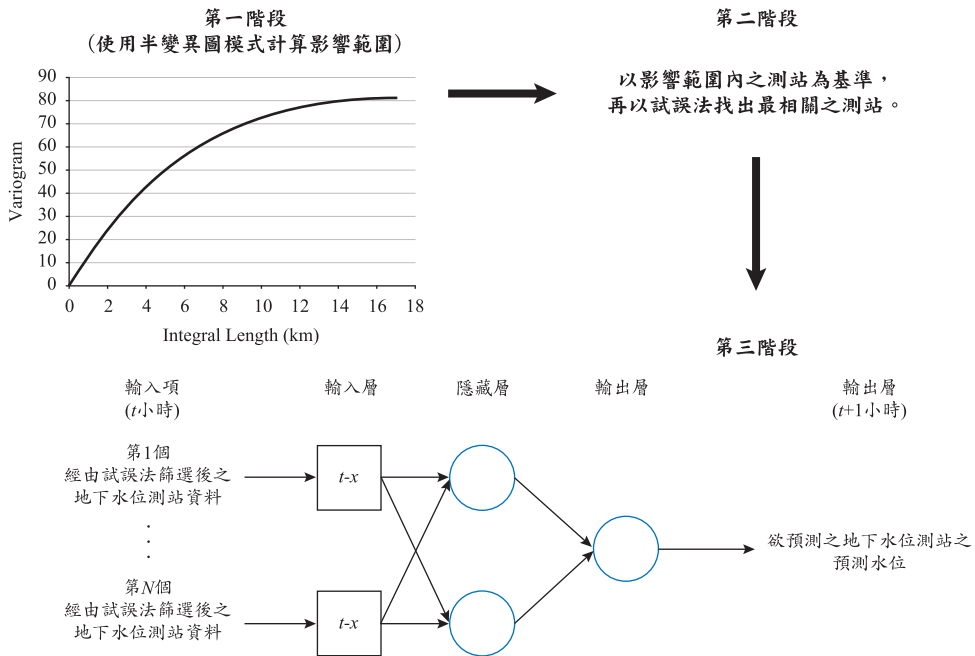 第一階段
(使用半變異圖模式計算影響範圍)
Variogram
90
80
70
60
50
40
30
20
10
0
0 2 4 6 8 10 12 14 16 18
Integral Length (km)
第二階段
以影響範圍內之測站為基準，
再以試誤法找出最相關之測站。
第三階段
輸入項
(t小時)
輸入層
隱藏層
輸出層
輸出層
(t+1小時)
第1個
經由試誤法篩選後之
地下水位測站資料
t-x
.
.
.
第N個
經由試誤法篩選後之
地下水位測站資料
t-x
欲預測之地下水位測站之
預測水位